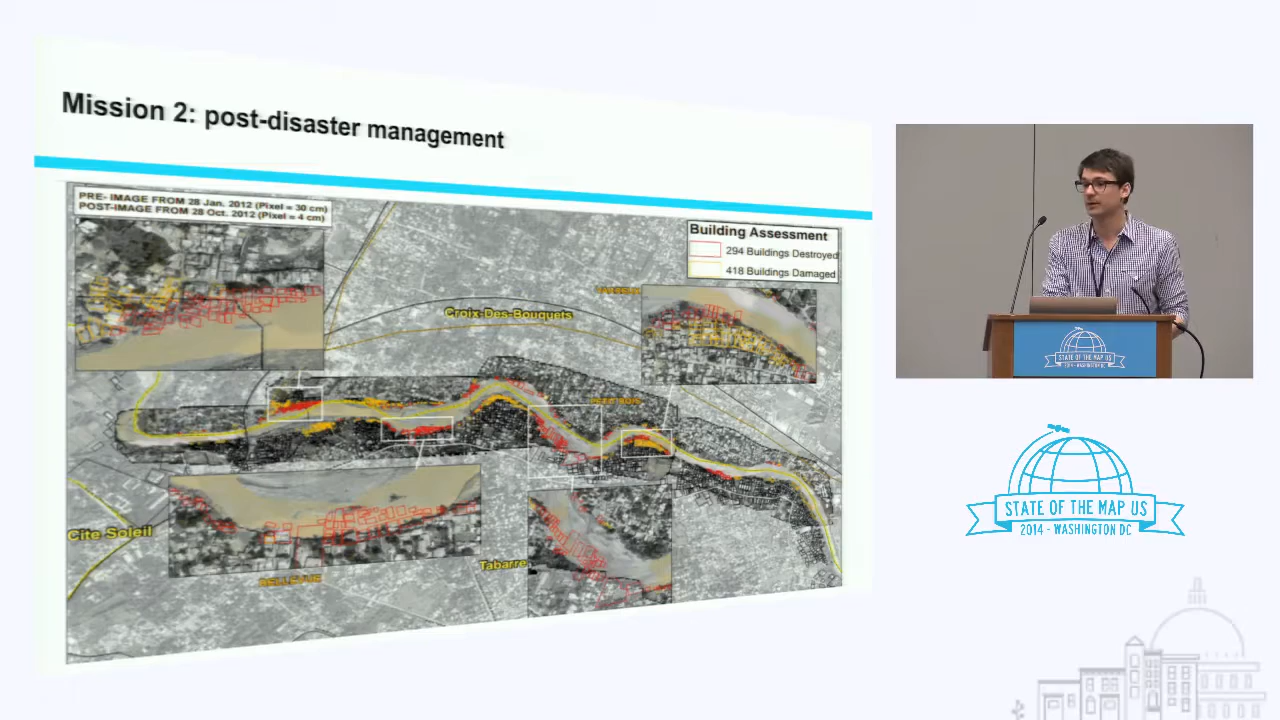 Mission 2: post-disaster management
PRE- IMAGE FROM 28 Jan. 2012 (Pixel = 30 cm)
POST-IMAGE FROM 28 Oct. 2012 (Pixel = 4 cm)
Building Assessment
294 Buildings Destroyed
418 Buildings Damaged
Croix-Des-Bouquets
Cite Soleil
BELLEVUE
Tabarre
STATE OF THE MAP US
2014 - WASHINGTON DC
STATE OF THE MAP US
2014 - WASHINGTON DC